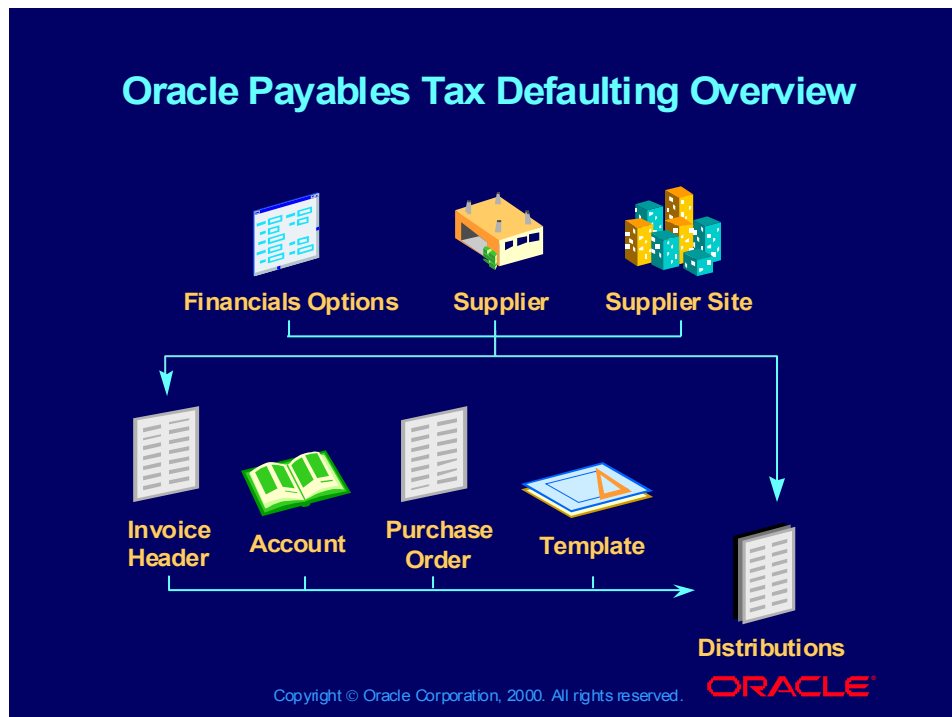 Oracle Payables Tax Defaulting Overview
Financials Options
Supplier
Supplier Site
Invoice
Header
Account
Purchase
Order
Template
Distributions
Copyright © Oracle Corporation, 2000. All rights reserved.
ORACLE®